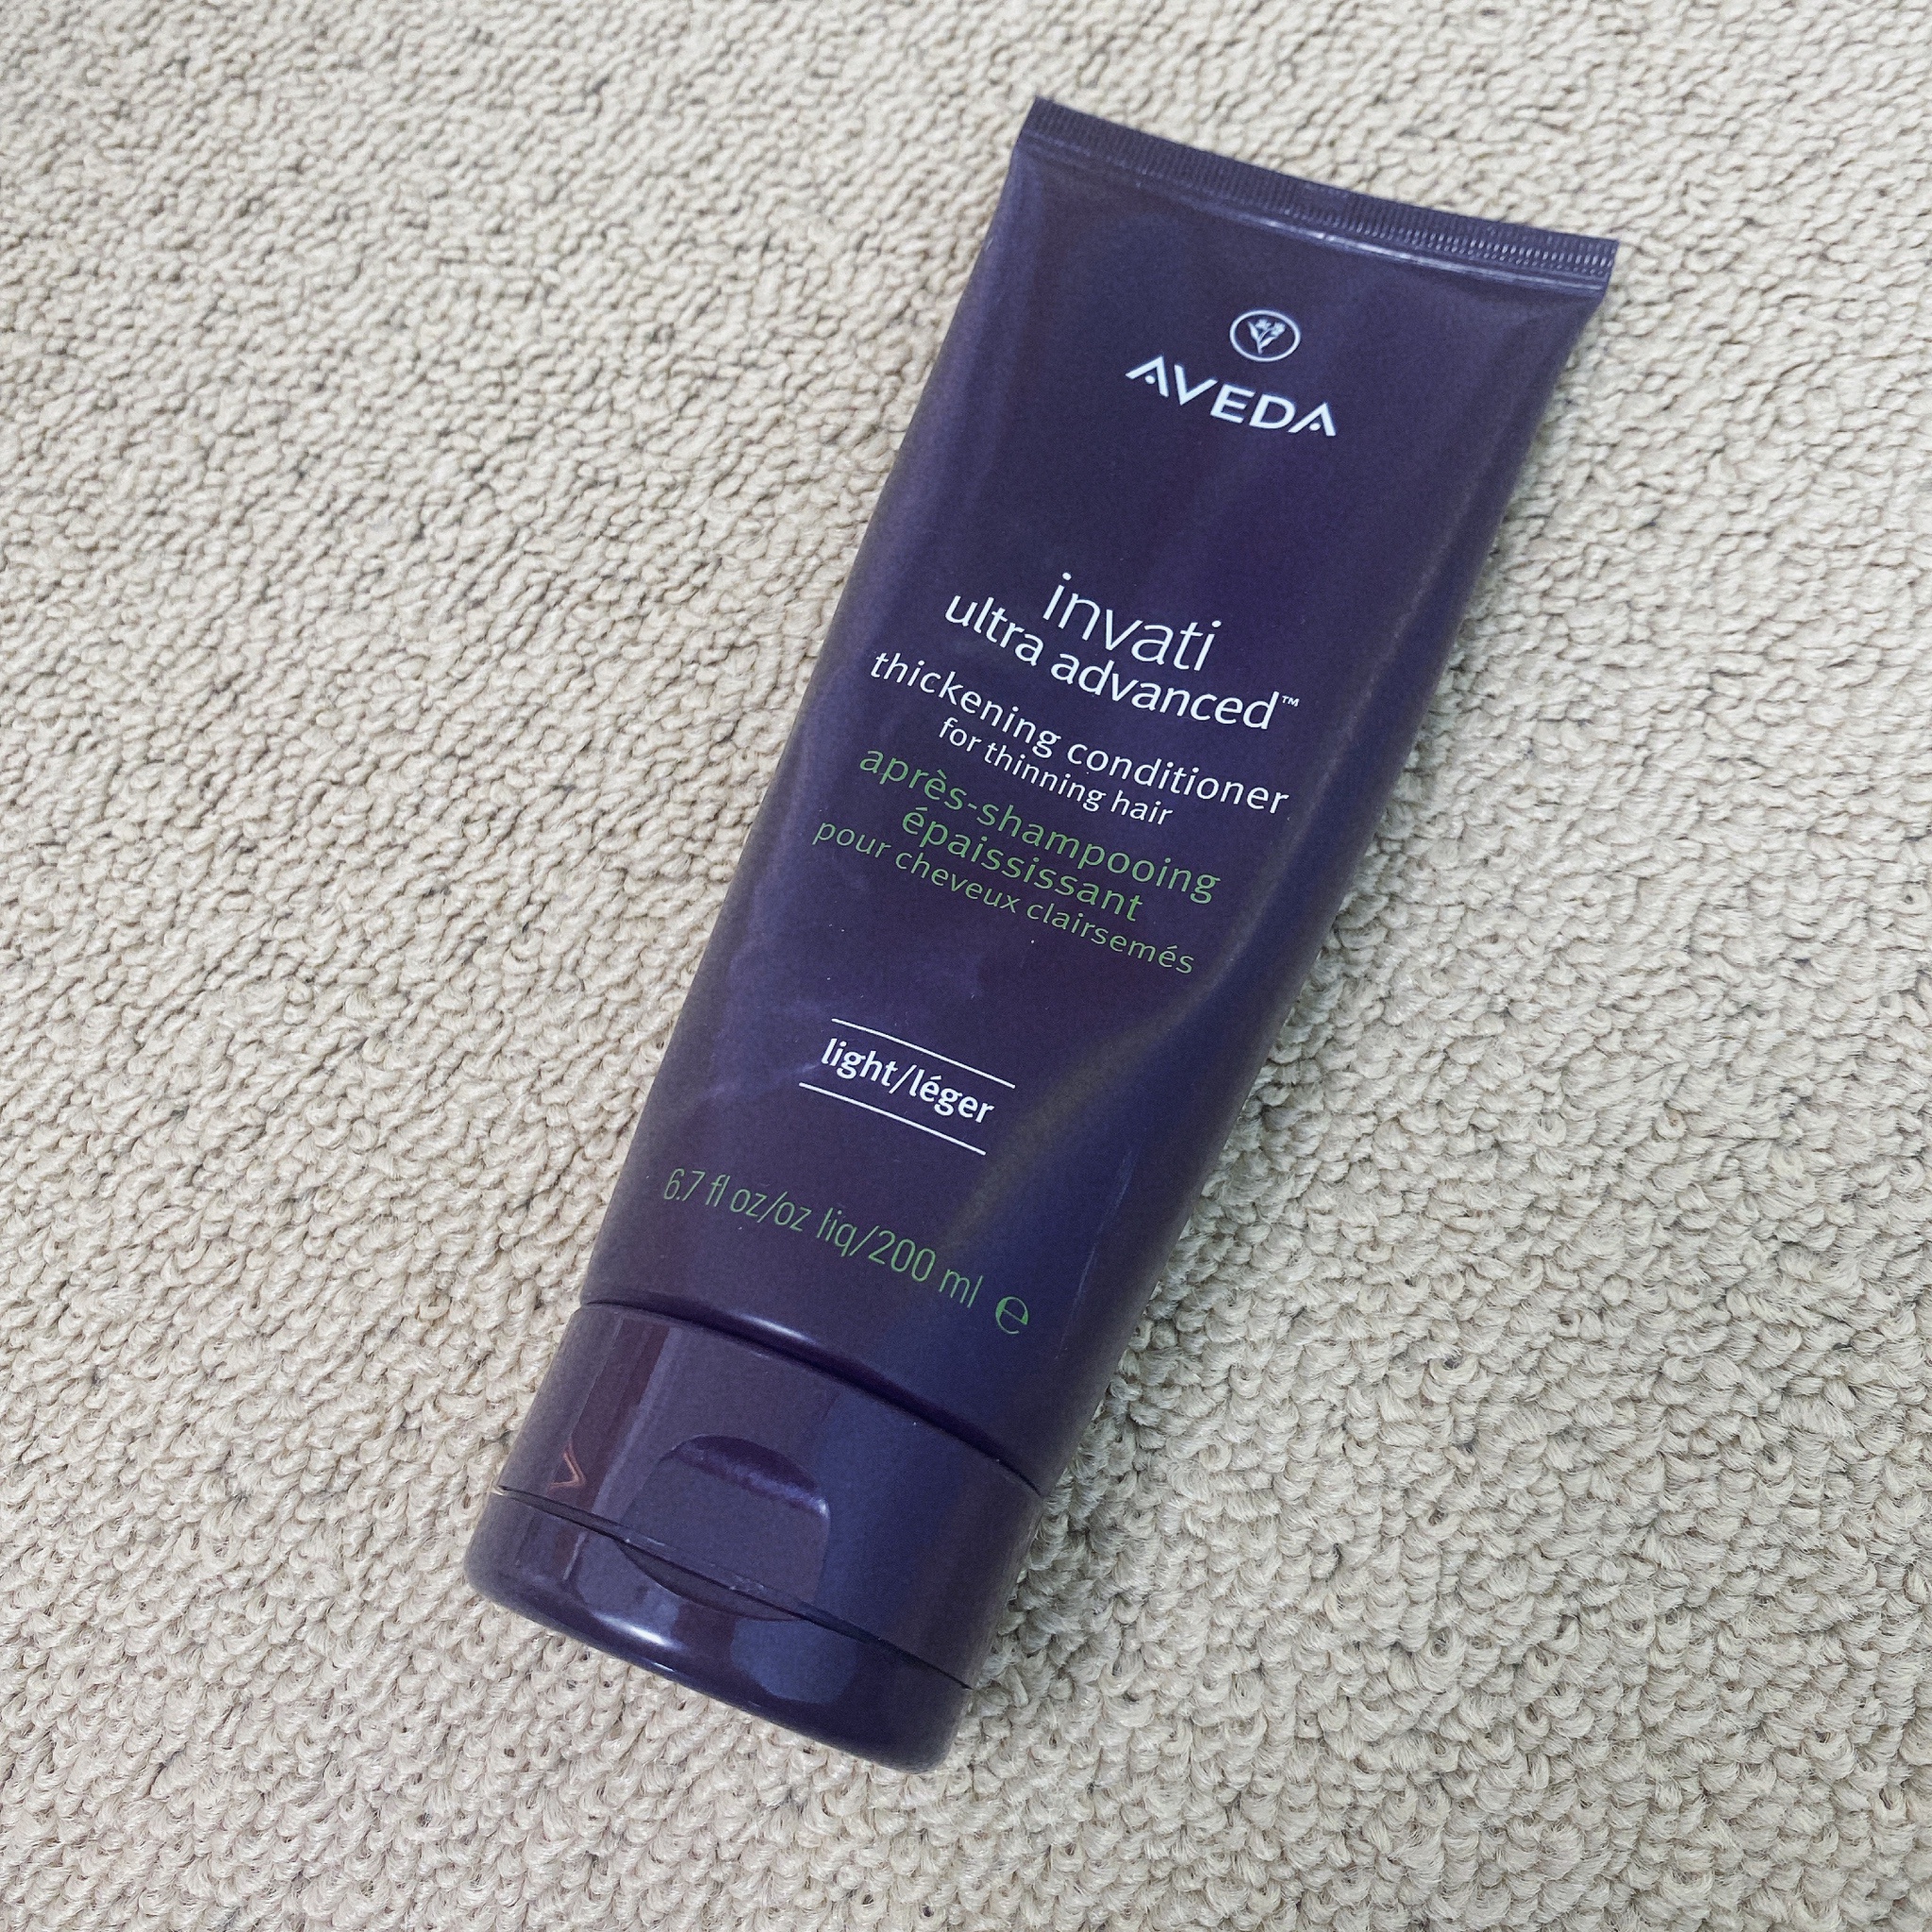 AVEDA
invati
ultra advanced™
thickening conditioner
for thinning hair
après-shampooing
épaississant
pour cheveux clairsemés
light/léger
6.7 fl oz/oz liq/200 ml ℮